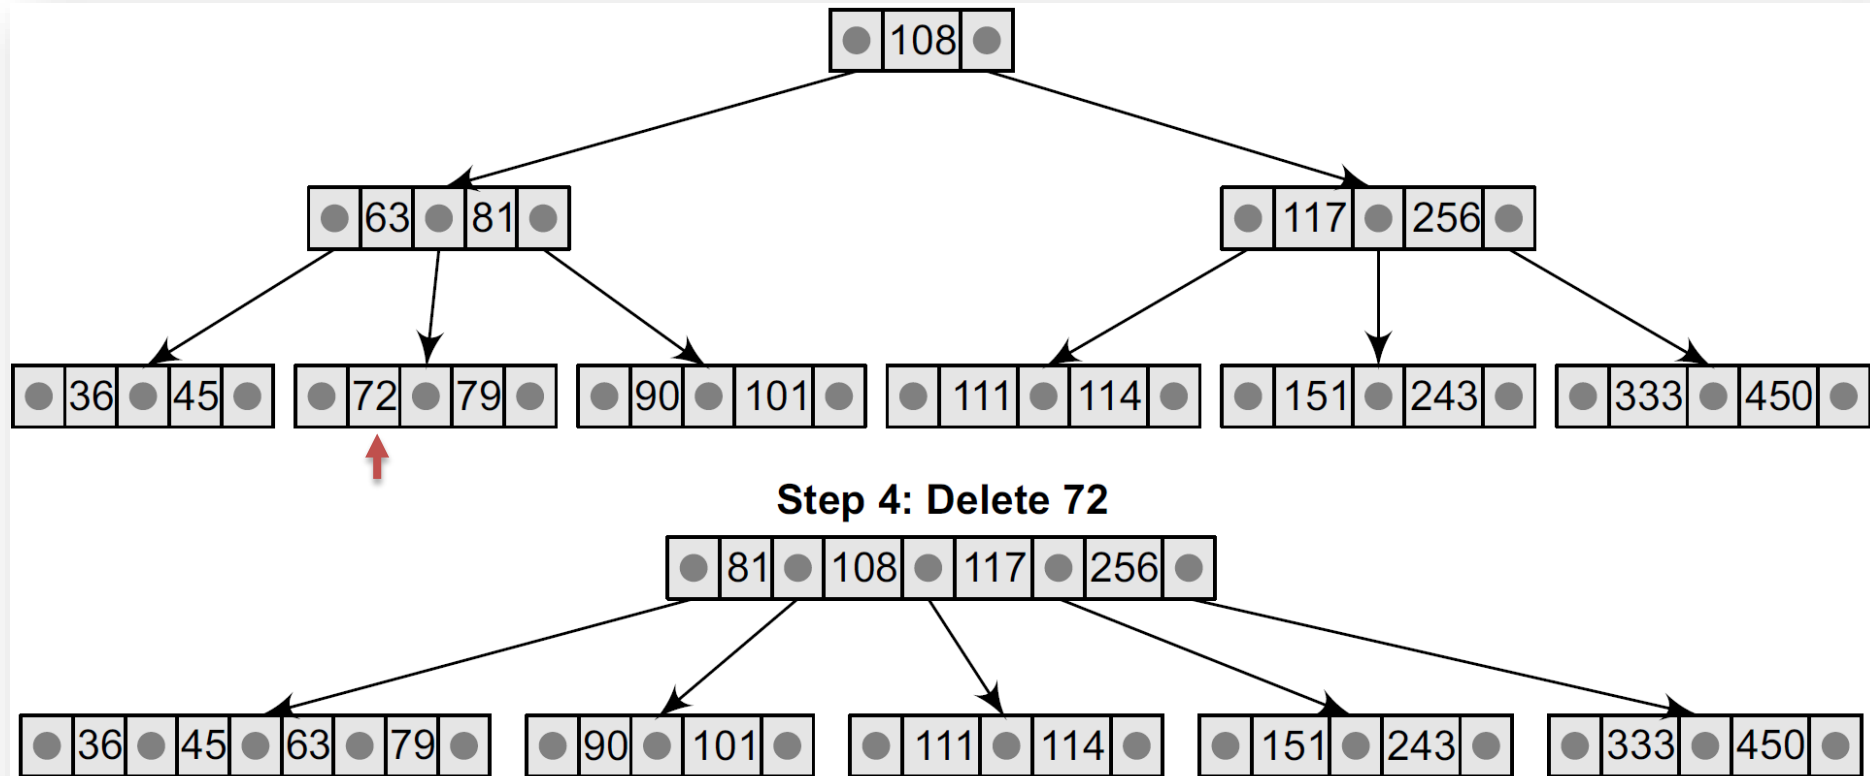 108
63 81 117 256
36 45 72 79 90 101 111 114 151 243 333 450
Step 4: Delete 72
81 108 117 256
36 45 63 79 90 101 111 114 151 243 333 450